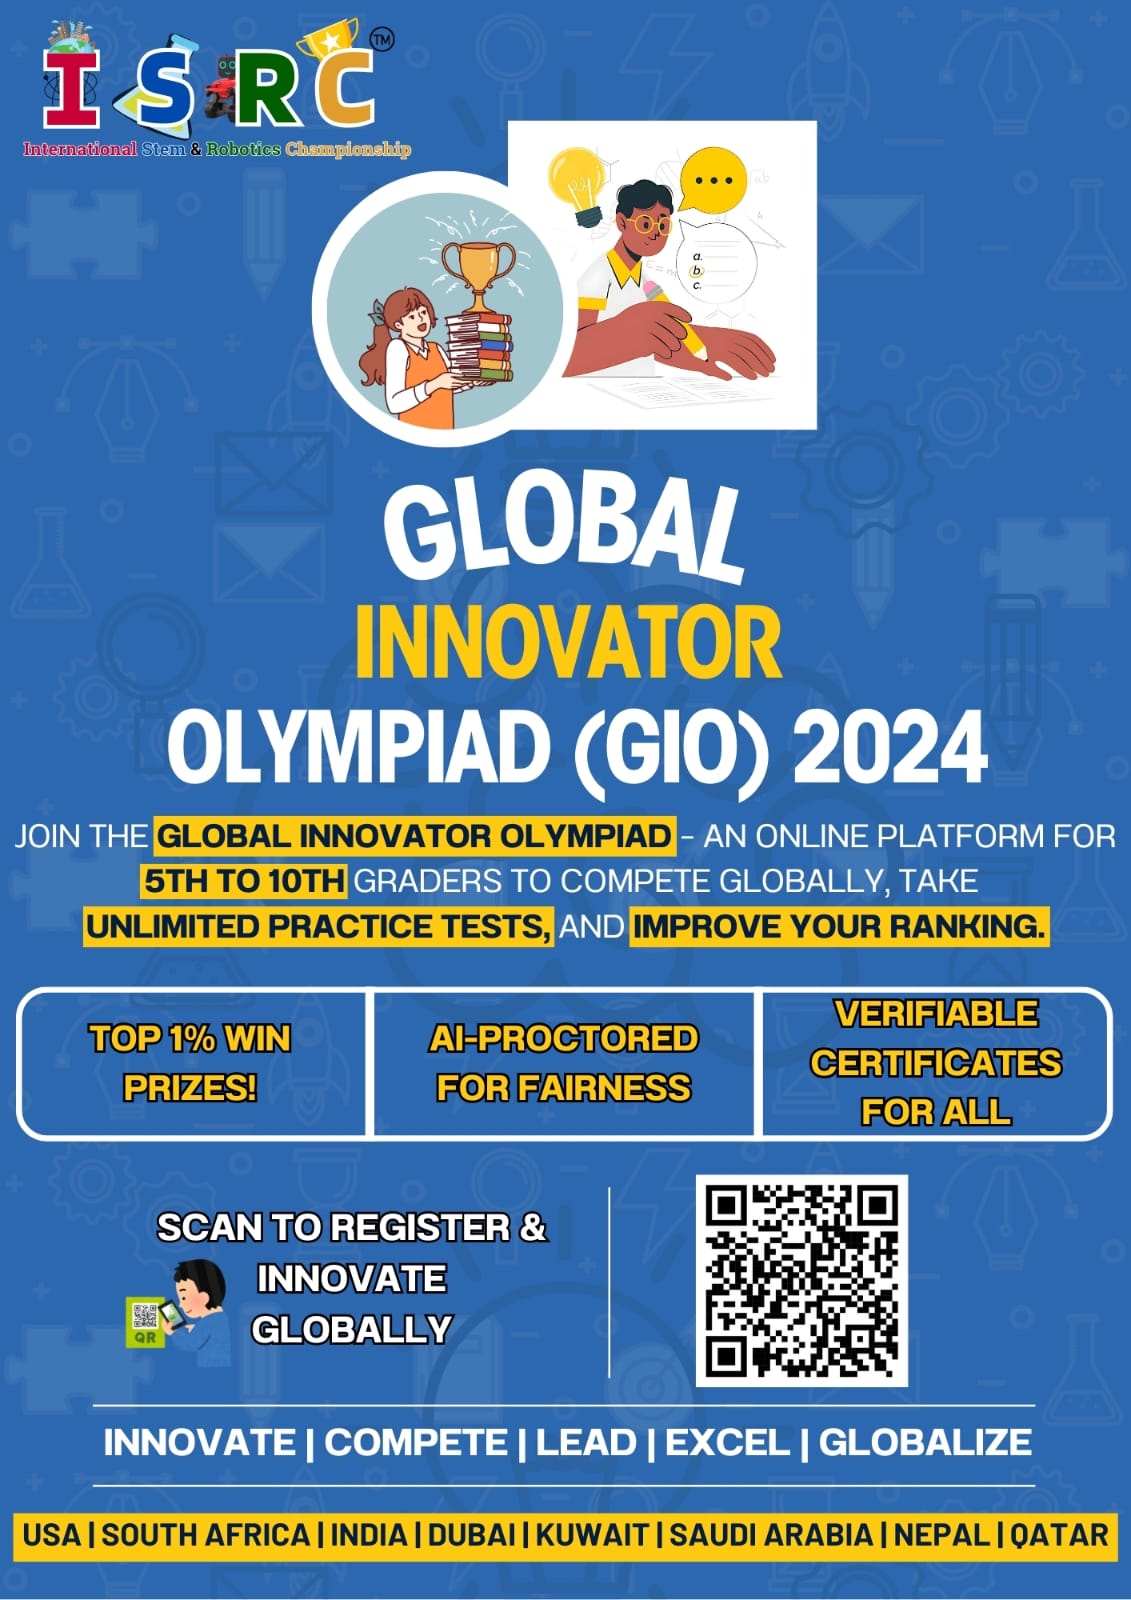 ISRC TM
International Stem & Robotics Championship
a.
b.
c.
GLOBAL
INNOVATOR
OLYMPIAD (GIO) 2024
JOIN THE GLOBAL INNOVATOR OLYMPIAD – AN ONLINE PLATFORM FOR
5TH TO 10TH GRADERS TO COMPETE GLOBALLY, TAKE
UNLIMITED PRACTICE TESTS, AND IMPROVE YOUR RANKING.
TOP 1% WIN
PRIZES!
AI-PROCTORED
FOR FAIRNESS
VERIFIABLE
CERTIFICATES
FOR ALL
SCAN TO REGISTER &
INNOVATE
GLOBALLY
QR
INNOVATE | COMPETE | LEAD | EXCEL | GLOBALIZE
USA | SOUTH AFRICA | INDIA | DUBAI | KUWAIT | SAUDI ARABIA | NEPAL | QATAR